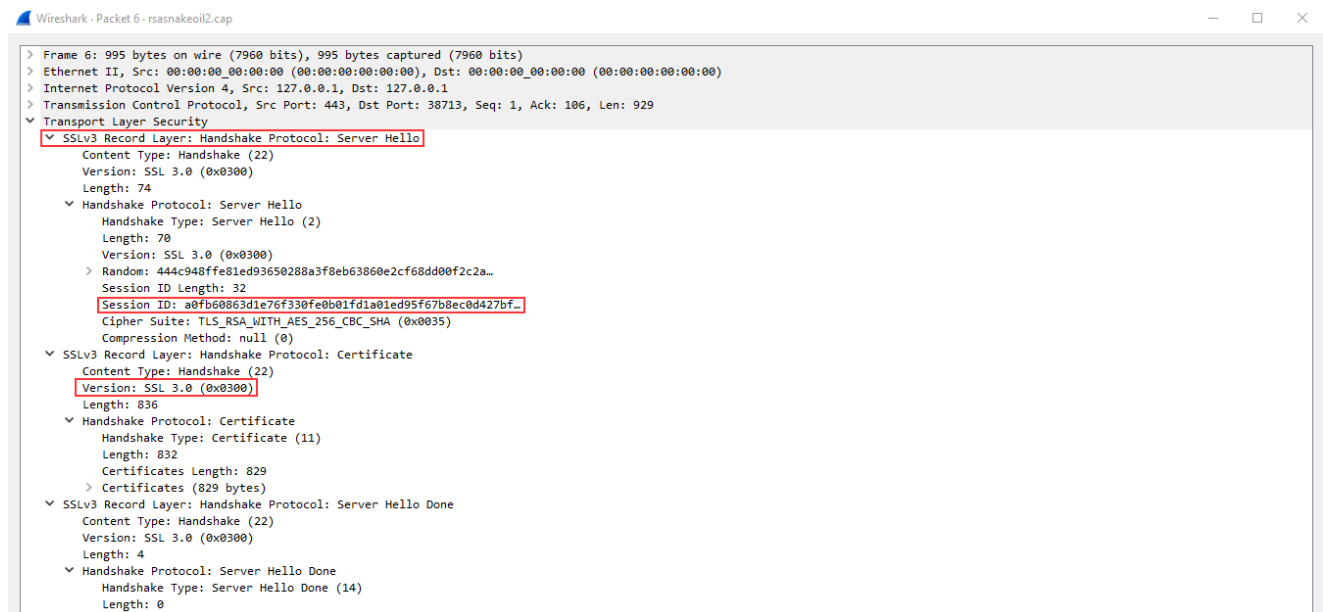 Wireshark · Packet 6 · rsasnakeoil2.cap
Frame 6: 995 bytes on wire (7960 bits), 995 bytes captured (7960 bits)
Ethernet II, Src: 00:00:00_00:00:00 (00:00:00:00:00:00), Dst: 00:00:00_00:00:00 (00:00:00:00:00:00)
Internet Protocol Version 4, Src: 127.0.0.1, Dst: 127.0.0.1
Transmission Control Protocol, Src Port: 443, Dst Port: 38713, Seq: 1, Ack: 106, Len: 929
Transport Layer Security
SSLv3 Record Layer: Handshake Protocol: Server Hello
Content Type: Handshake (22)
Version: SSL 3.0 (0x0300)
Length: 74
Handshake Protocol: Server Hello
Handshake Type: Server Hello (2)
Length: 70
Version: SSL 3.0 (0x0300)
Random: 444c948ffe81ed93650288a3f8eb63860e2cf68dd00f2c2a…
Session ID Length: 32
Session ID: a0fb60863d1e76f330fe0b01fd1a01ed95f67b8ec0d427bf…
Cipher Suite: TLS_RSA_WITH_AES_256_CBC_SHA (0x0035)
Compression Method: null (0)
SSLv3 Record Layer: Handshake Protocol: Certificate
Content Type: Handshake (22)
Version: SSL 3.0 (0x0300)
Length: 836
Handshake Protocol: Certificate
Handshake Type: Certificate (11)
Length: 832
Certificates Length: 829
Certificates (829 bytes)
SSLv3 Record Layer: Handshake Protocol: Server Hello Done
Content Type: Handshake (22)
Version: SSL 3.0 (0x0300)
Length: 4
Handshake Protocol: Server Hello Done
Handshake Type: Server Hello Done (14)
Length: 0